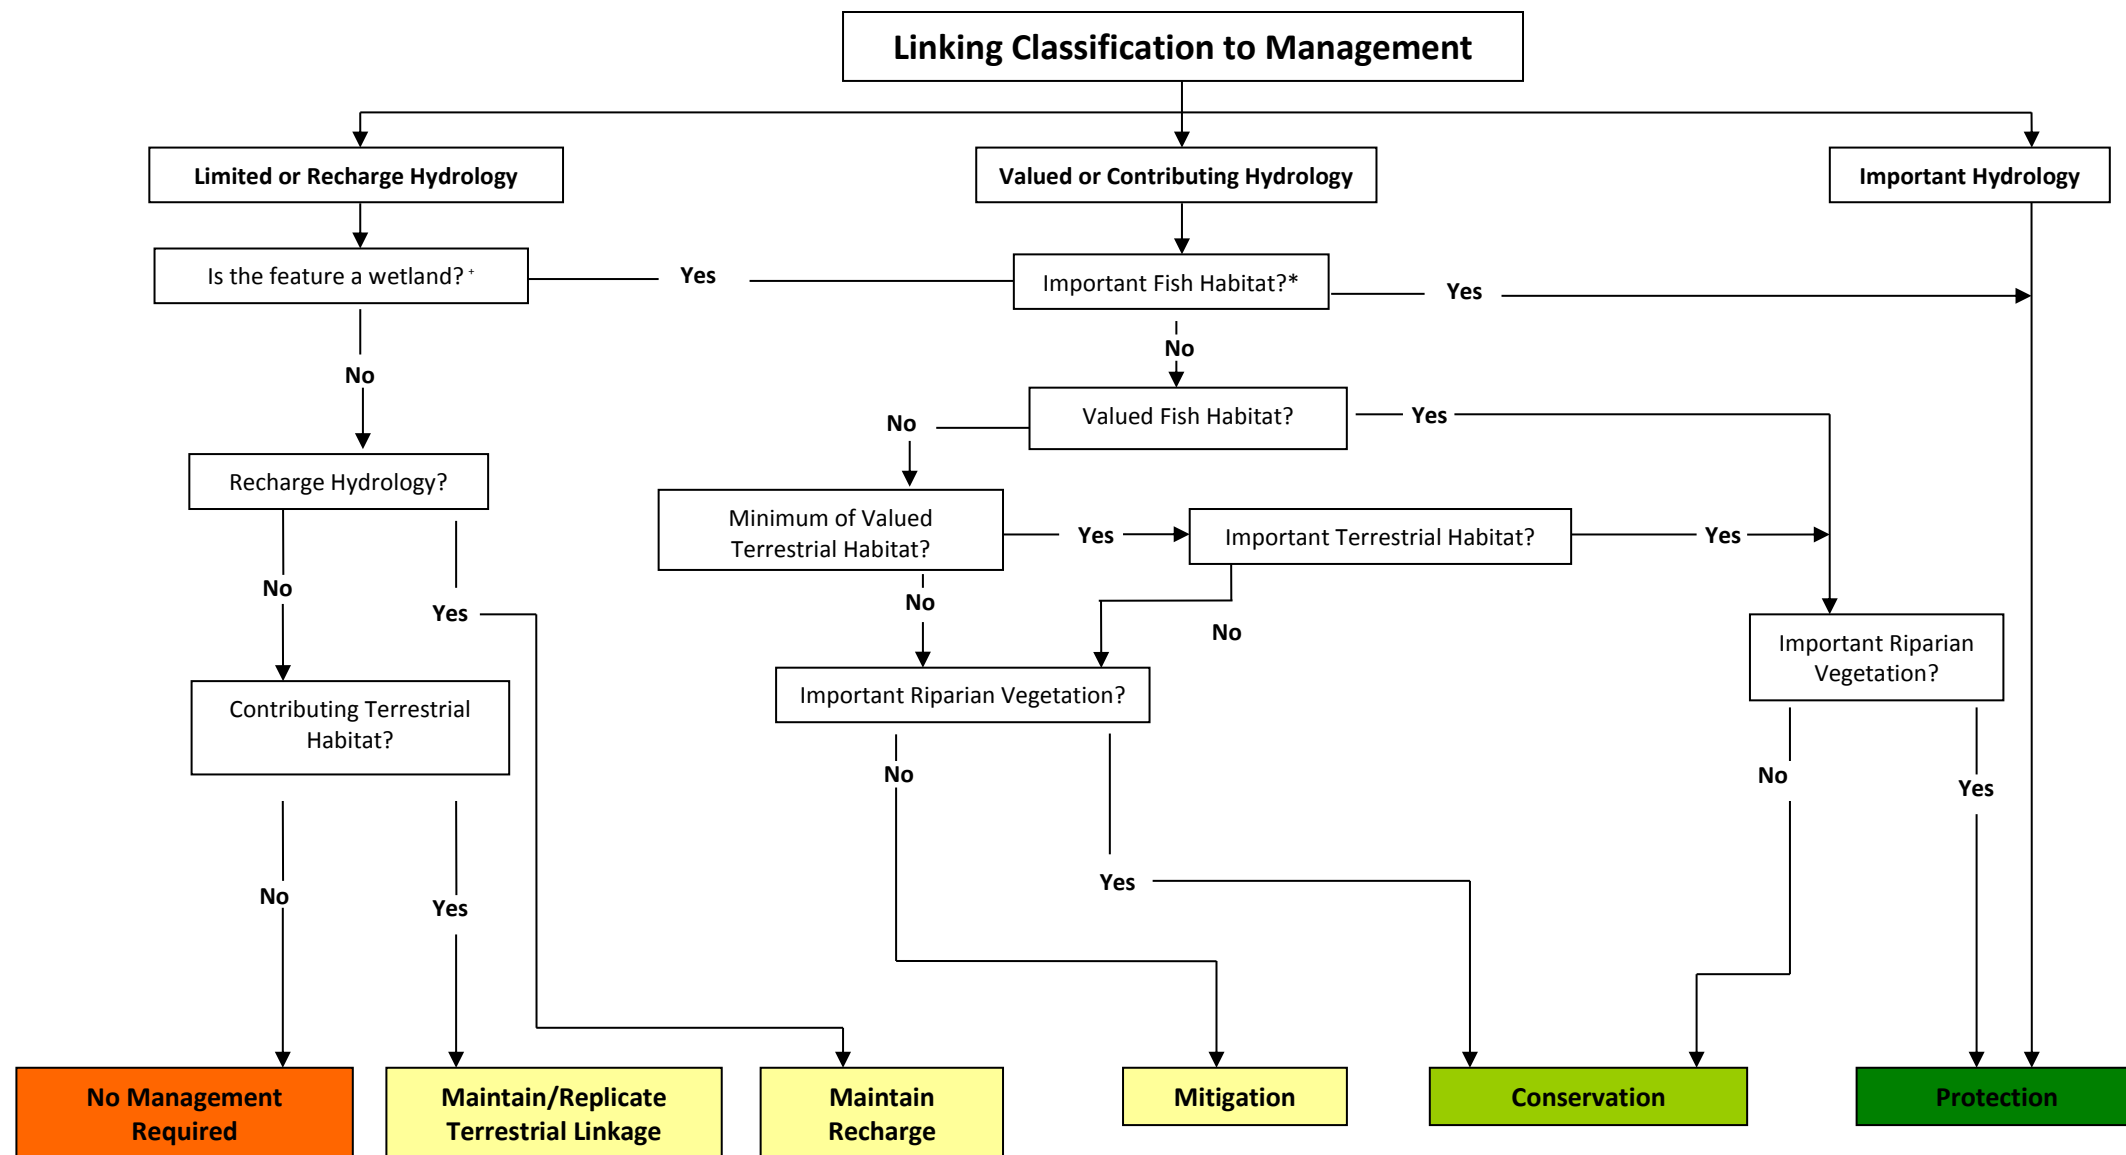 Linking Classification to Management
Limited or Recharge Hydrology
Valued or Contributing Hydrology
Important Hydrology
Is the feature a wetland? +
Yes
Important Fish Habitat?*
Yes
No
No
Valued Fish Habitat?
Yes
No
Recharge Hydrology?
Minimum of Valued
Terrestrial Habitat?
Yes
Important Terrestrial Habitat?
Yes
No
Yes
No
No
Important Riparian
Vegetation?
Important Riparian Vegetation?
Contributing Terrestrial
Habitat?
No
No
Yes
Yes
No
Yes
No Management
Required
Maintain/Replicate
Terrestrial Linkage
Maintain
Recharge
Mitigation
Conservation
Protection